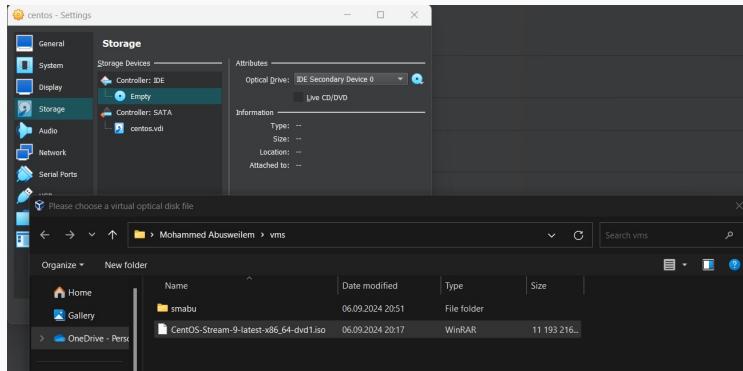 centos - Settings
General
System
Display
Storage
Audio
Network
Serial Ports
Storage
Storage Devices
Controller: IDE
Empty
Controller: SATA
centos.vdi
Attributes
Optical Drive: IDE Secondary Device 0
Live CD/DVD
Information
Type: --
Size: --
Location: --
Attached to: --
Please choose a virtual optical disk file
Mohammed Abusweilem > vms
Search vms
Organize
New folder
Home
Gallery
OneDrive - Perso
Name Date modified Type Size
smabu 06.09.2024 20:51 File folder
CentOS-Stream-9-latest-x86_64-dvd1.iso 06.09.2024 20:17 WinRAR 11 193 216...